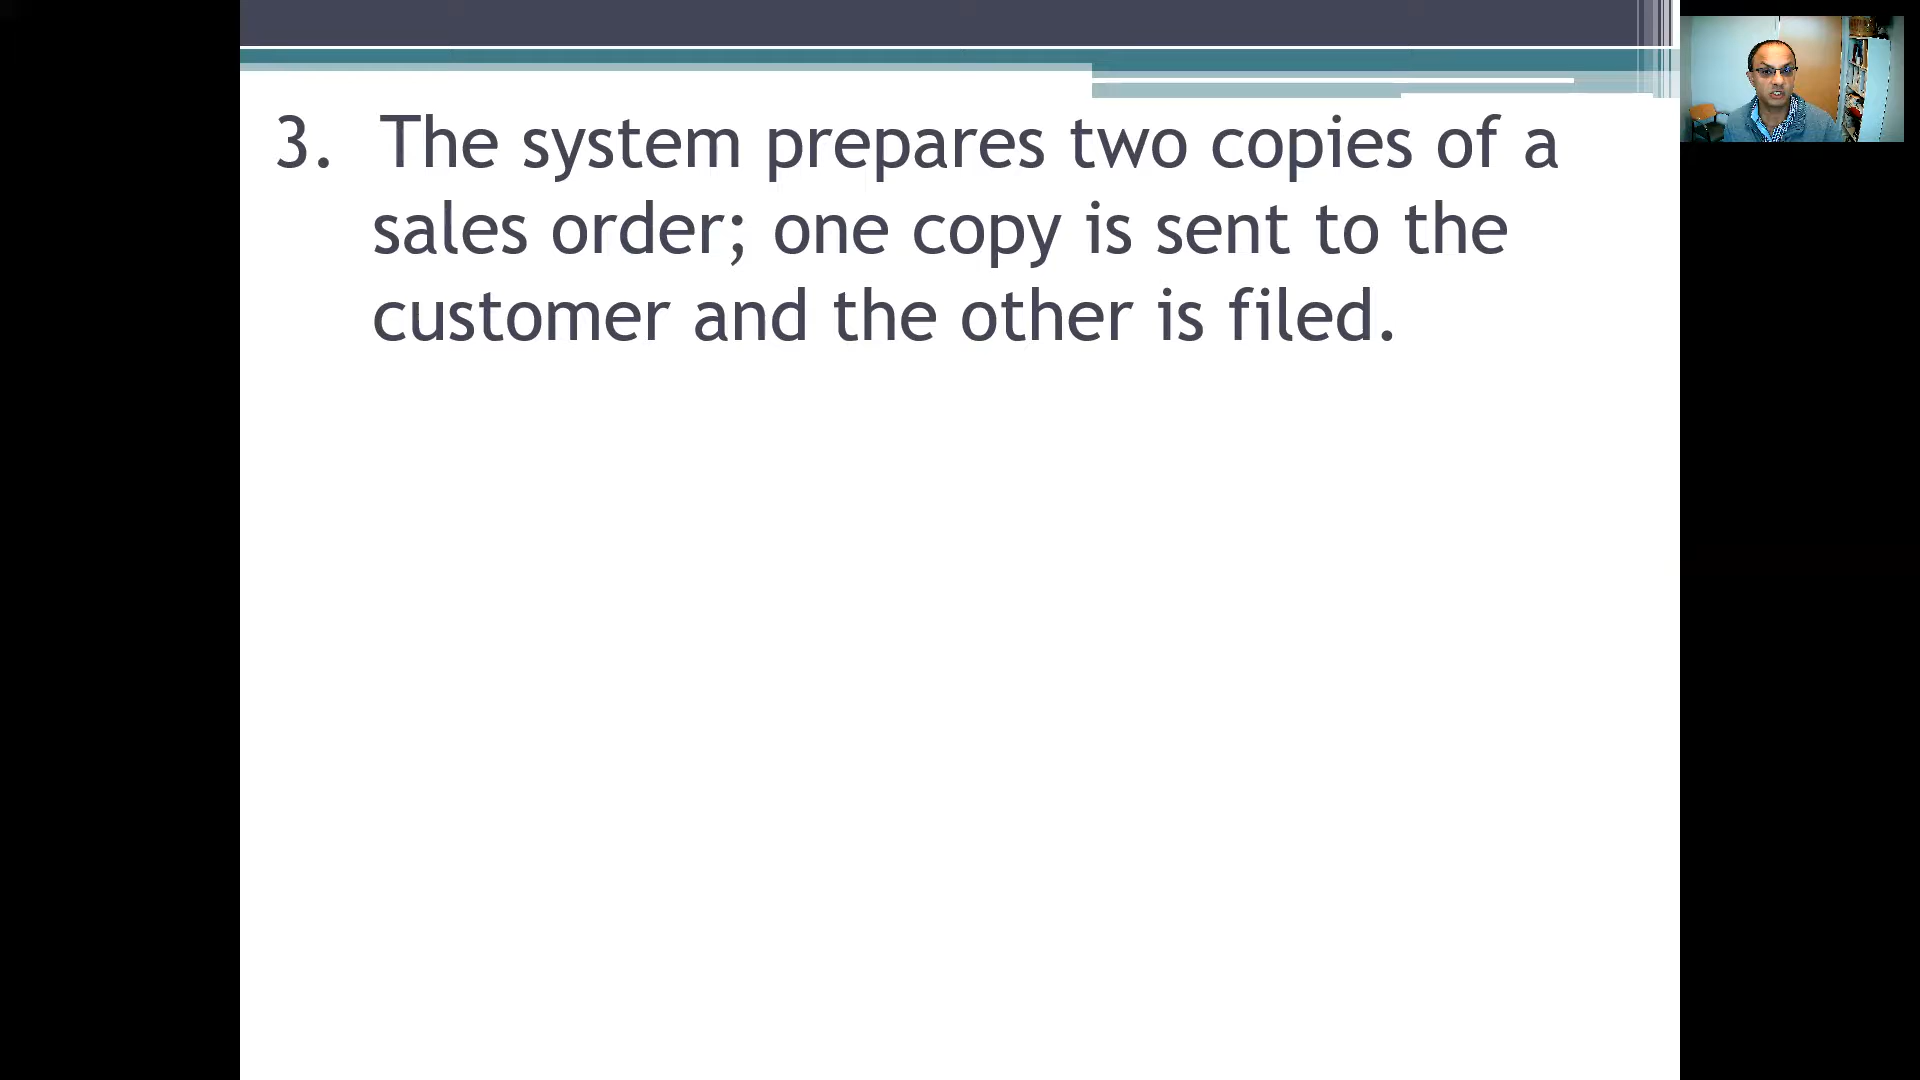 3. The system prepares two copies of a
sales order; one copy is sent to the
customer and the other is filed.